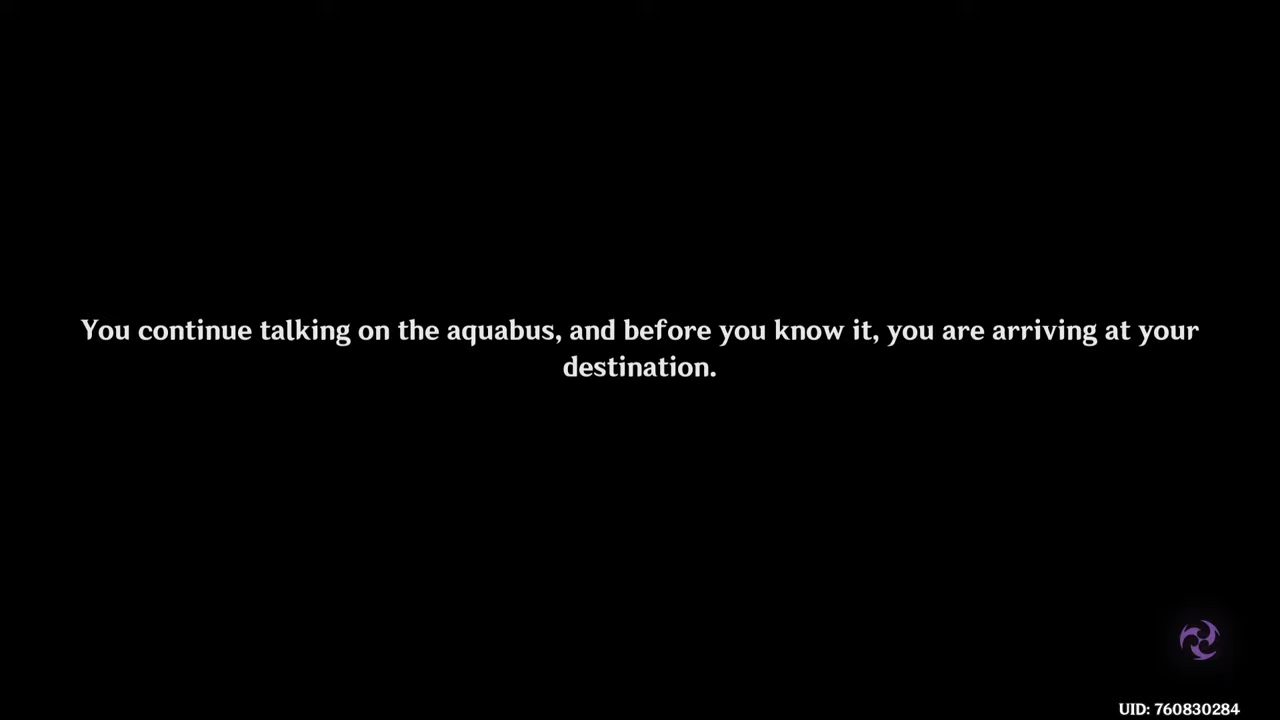 You continue talking on the aquabus, and before you know it, you are arriving at your
destination.
UID: 760830284